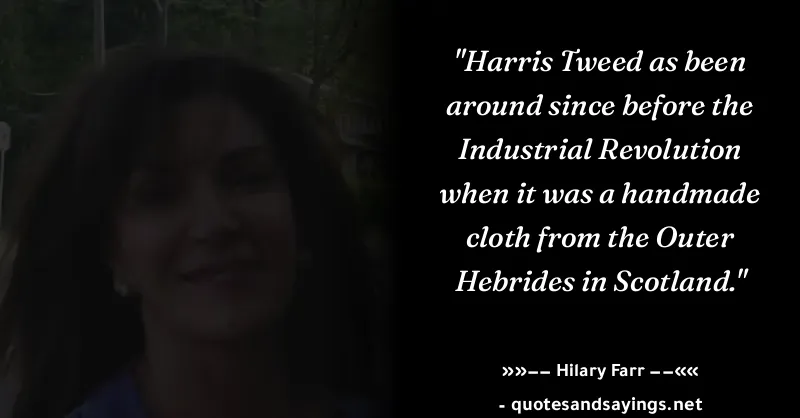 "Harris Tweed as been
around since before the
Industrial Revolution
when it was a handmade
cloth from the Outer
Hebrides in Scotland."
»»−− Hilary Farr −−««
- quotesandsayings.net